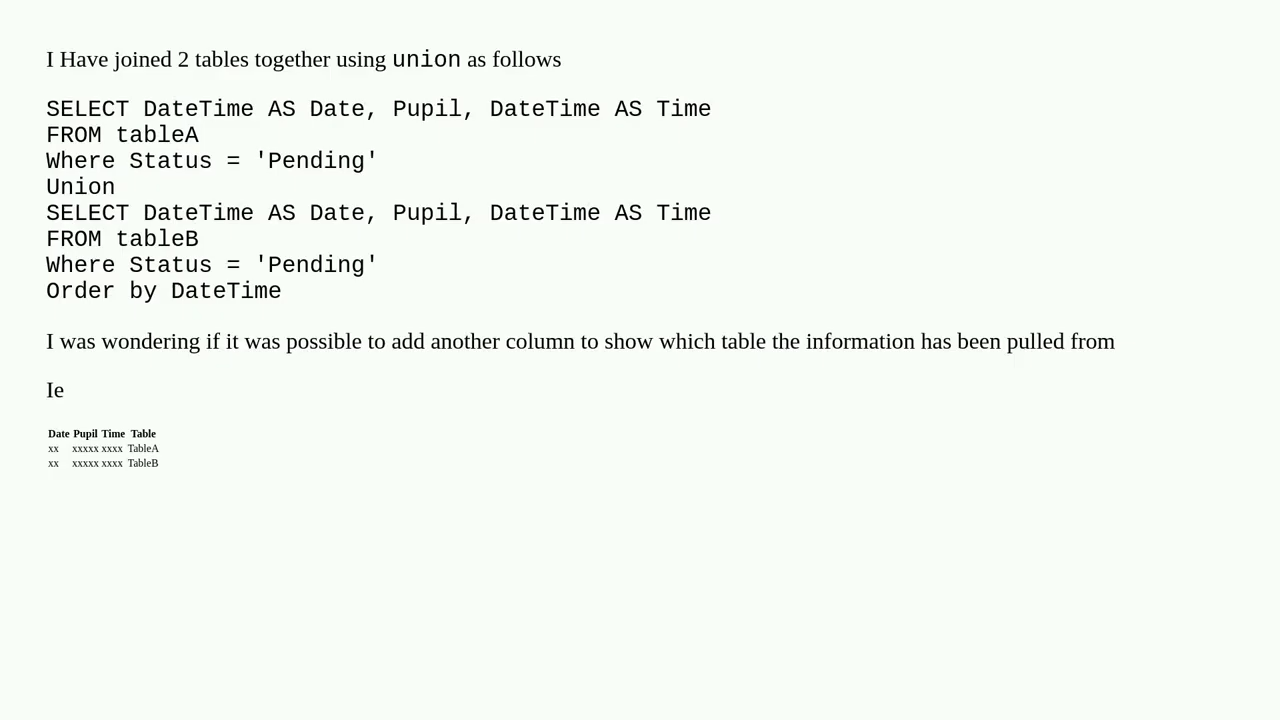 I Have joined 2 tables together using union as follows
SELECT DateTime AS Date, Pupil, DateTime AS Time
FROM tableA
Where Status = 'Pending'
Union
SELECT DateTime AS Date, Pupil, DateTime AS Time
FROM tableB
Where Status = 'Pending'
Order by DateTime
I was wondering if it was possible to add another column to show which table the information has been pulled from
Ie
Date Pupil Time Table
xx xxxxx xxxx TableA
xx xxxxx xxxx TableB